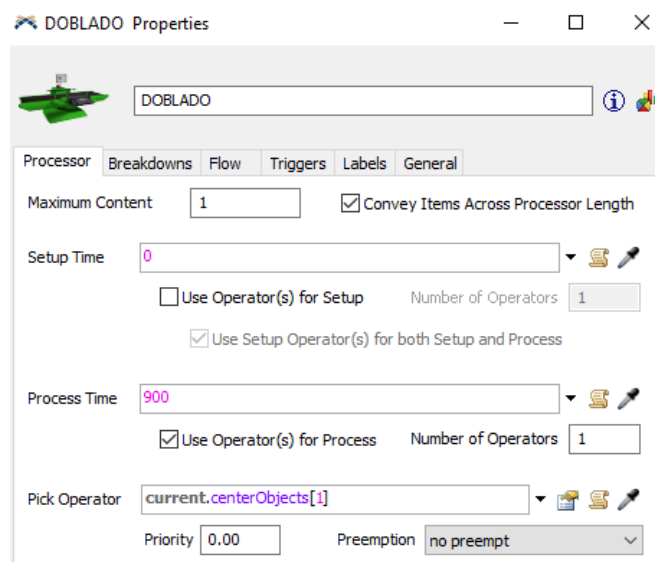 DOBLADO Properties
DOBLADO
Processor Breakdowns Flow Triggers Labels General
Maximum Content 1 Convey Items Across Processor Length
Setup Time 0
Use Operator(s) for Setup Number of Operators 1
Use Setup Operator(s) for both Setup and Process
Process Time 900
Use Operator(s) for Process Number of Operators 1
Pick Operator current.centerObjects[1]
Priority 0.00 Preemption no preempt